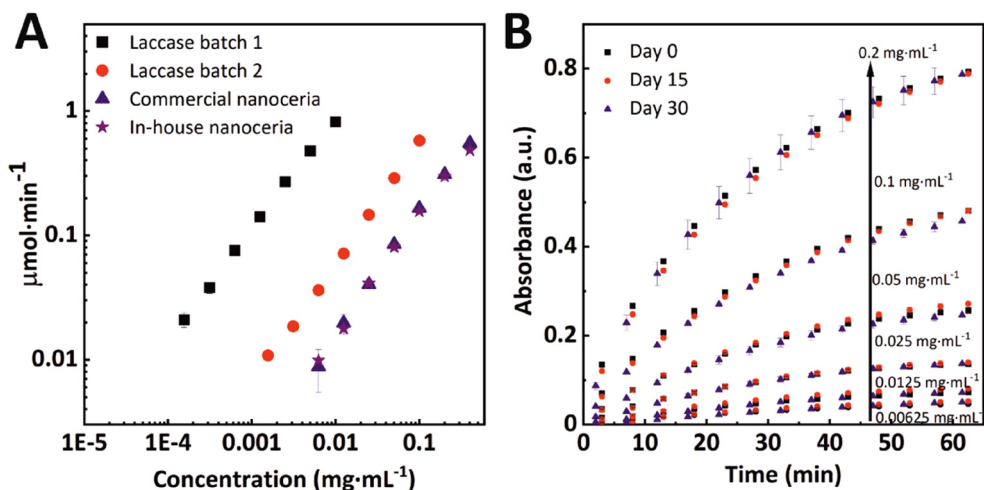 A
Laccase batch 1
Laccase batch 2
Commercial nanoceria
In-house nanoceria
μmol·min⁻¹
1
0.1
0.01
1E-5
1E-4
0.001
0.01
0.1
Concentration (mg·mL⁻¹)
B
Day 0
Day 15
Day 30
0.2 mg·mL⁻¹
0.1 mg·mL⁻¹
0.05 mg·mL⁻¹
0.025 mg·mL⁻¹
0.0125 mg·mL⁻¹
0.00625 mg·mL⁻
Absorbance (a.u.)
0.8
0.6
0.4
0.2
0
0 10 20 30 40 50 60
Time (min)